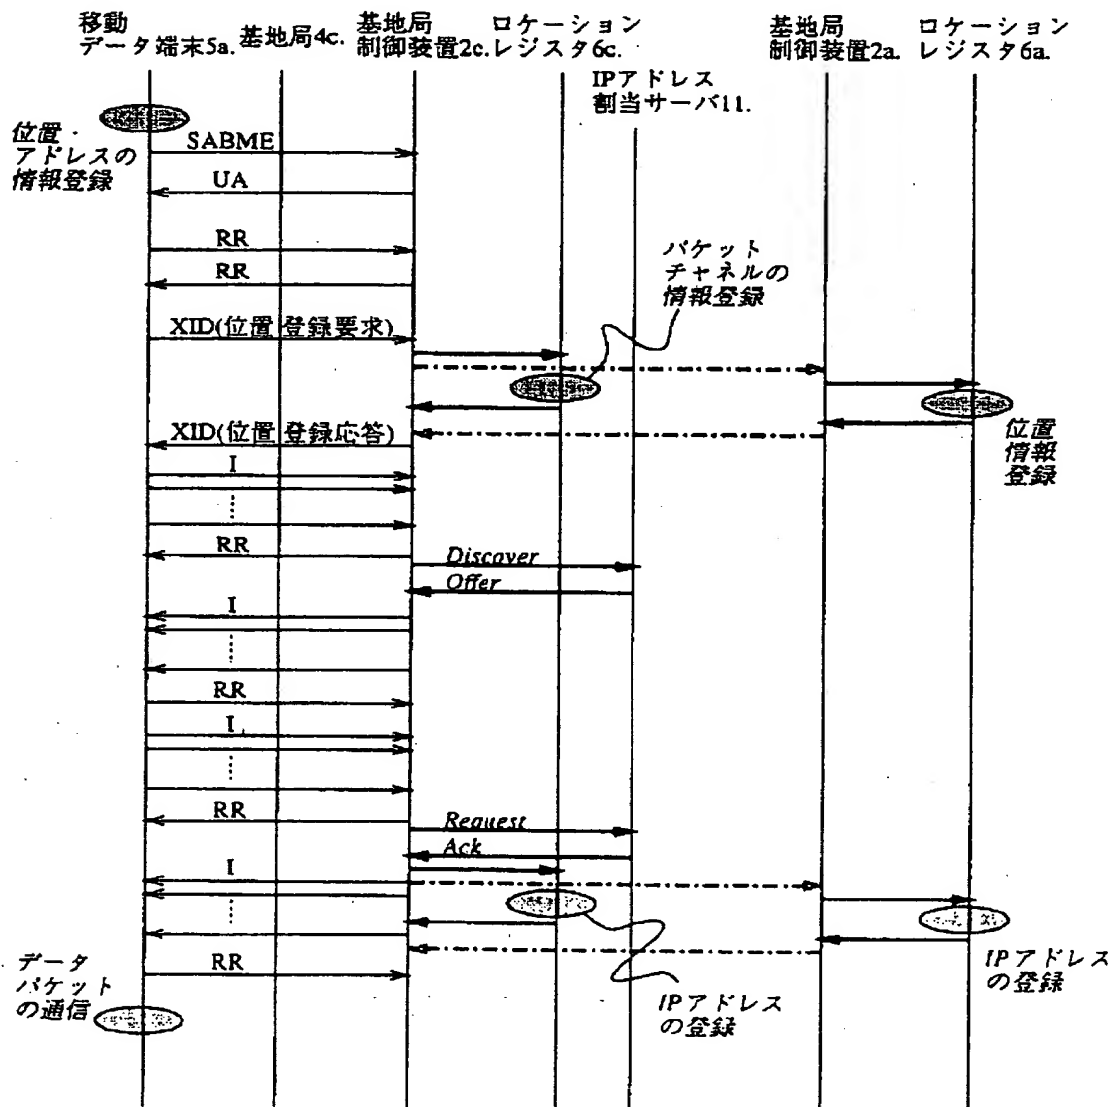 移動
データ端末5a.
基地局4c.
基地局
制御装置2c.
ロケーション
レジスタ6c.
基地局
制御装置2a.
ロケーション
レジスタ6a.
IPアドレス
割当サーバ11.
位置・
アドレスの
情報登録
SABME
UA
RR
RR
パケット
チャネルの
情報登録
XID(位置登録要求)
XID(位置登録応答)
位置
情報
登録
I
RR
Discover
Offer
I
RR
I
RR
Request
Ack
I
RR
データ
パケット
の通信
IPアドレス
の登録
IPアドレス
の登録